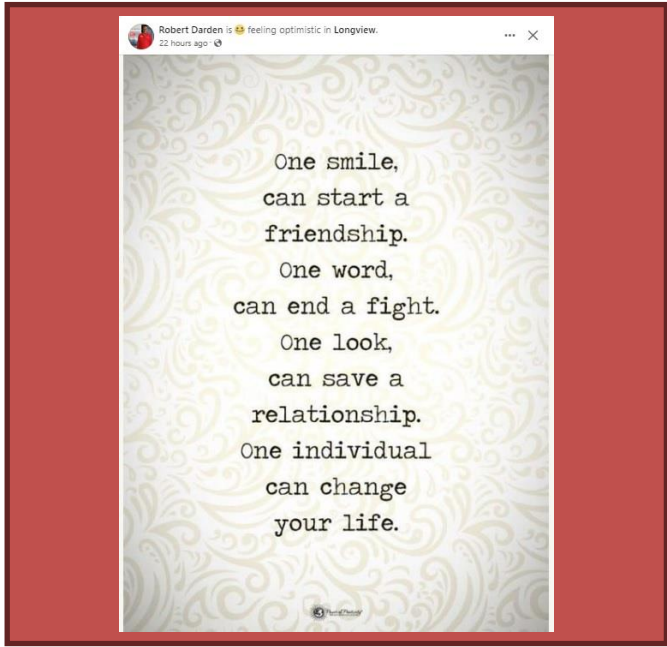 Robert Darden is 😃 feeling optimistic in Longview.
22 hours ago ·
One smile,
can start a
friendship.
One word,
can end a fight.
One look,
can save a
relationship.
One individual
can change
your life.